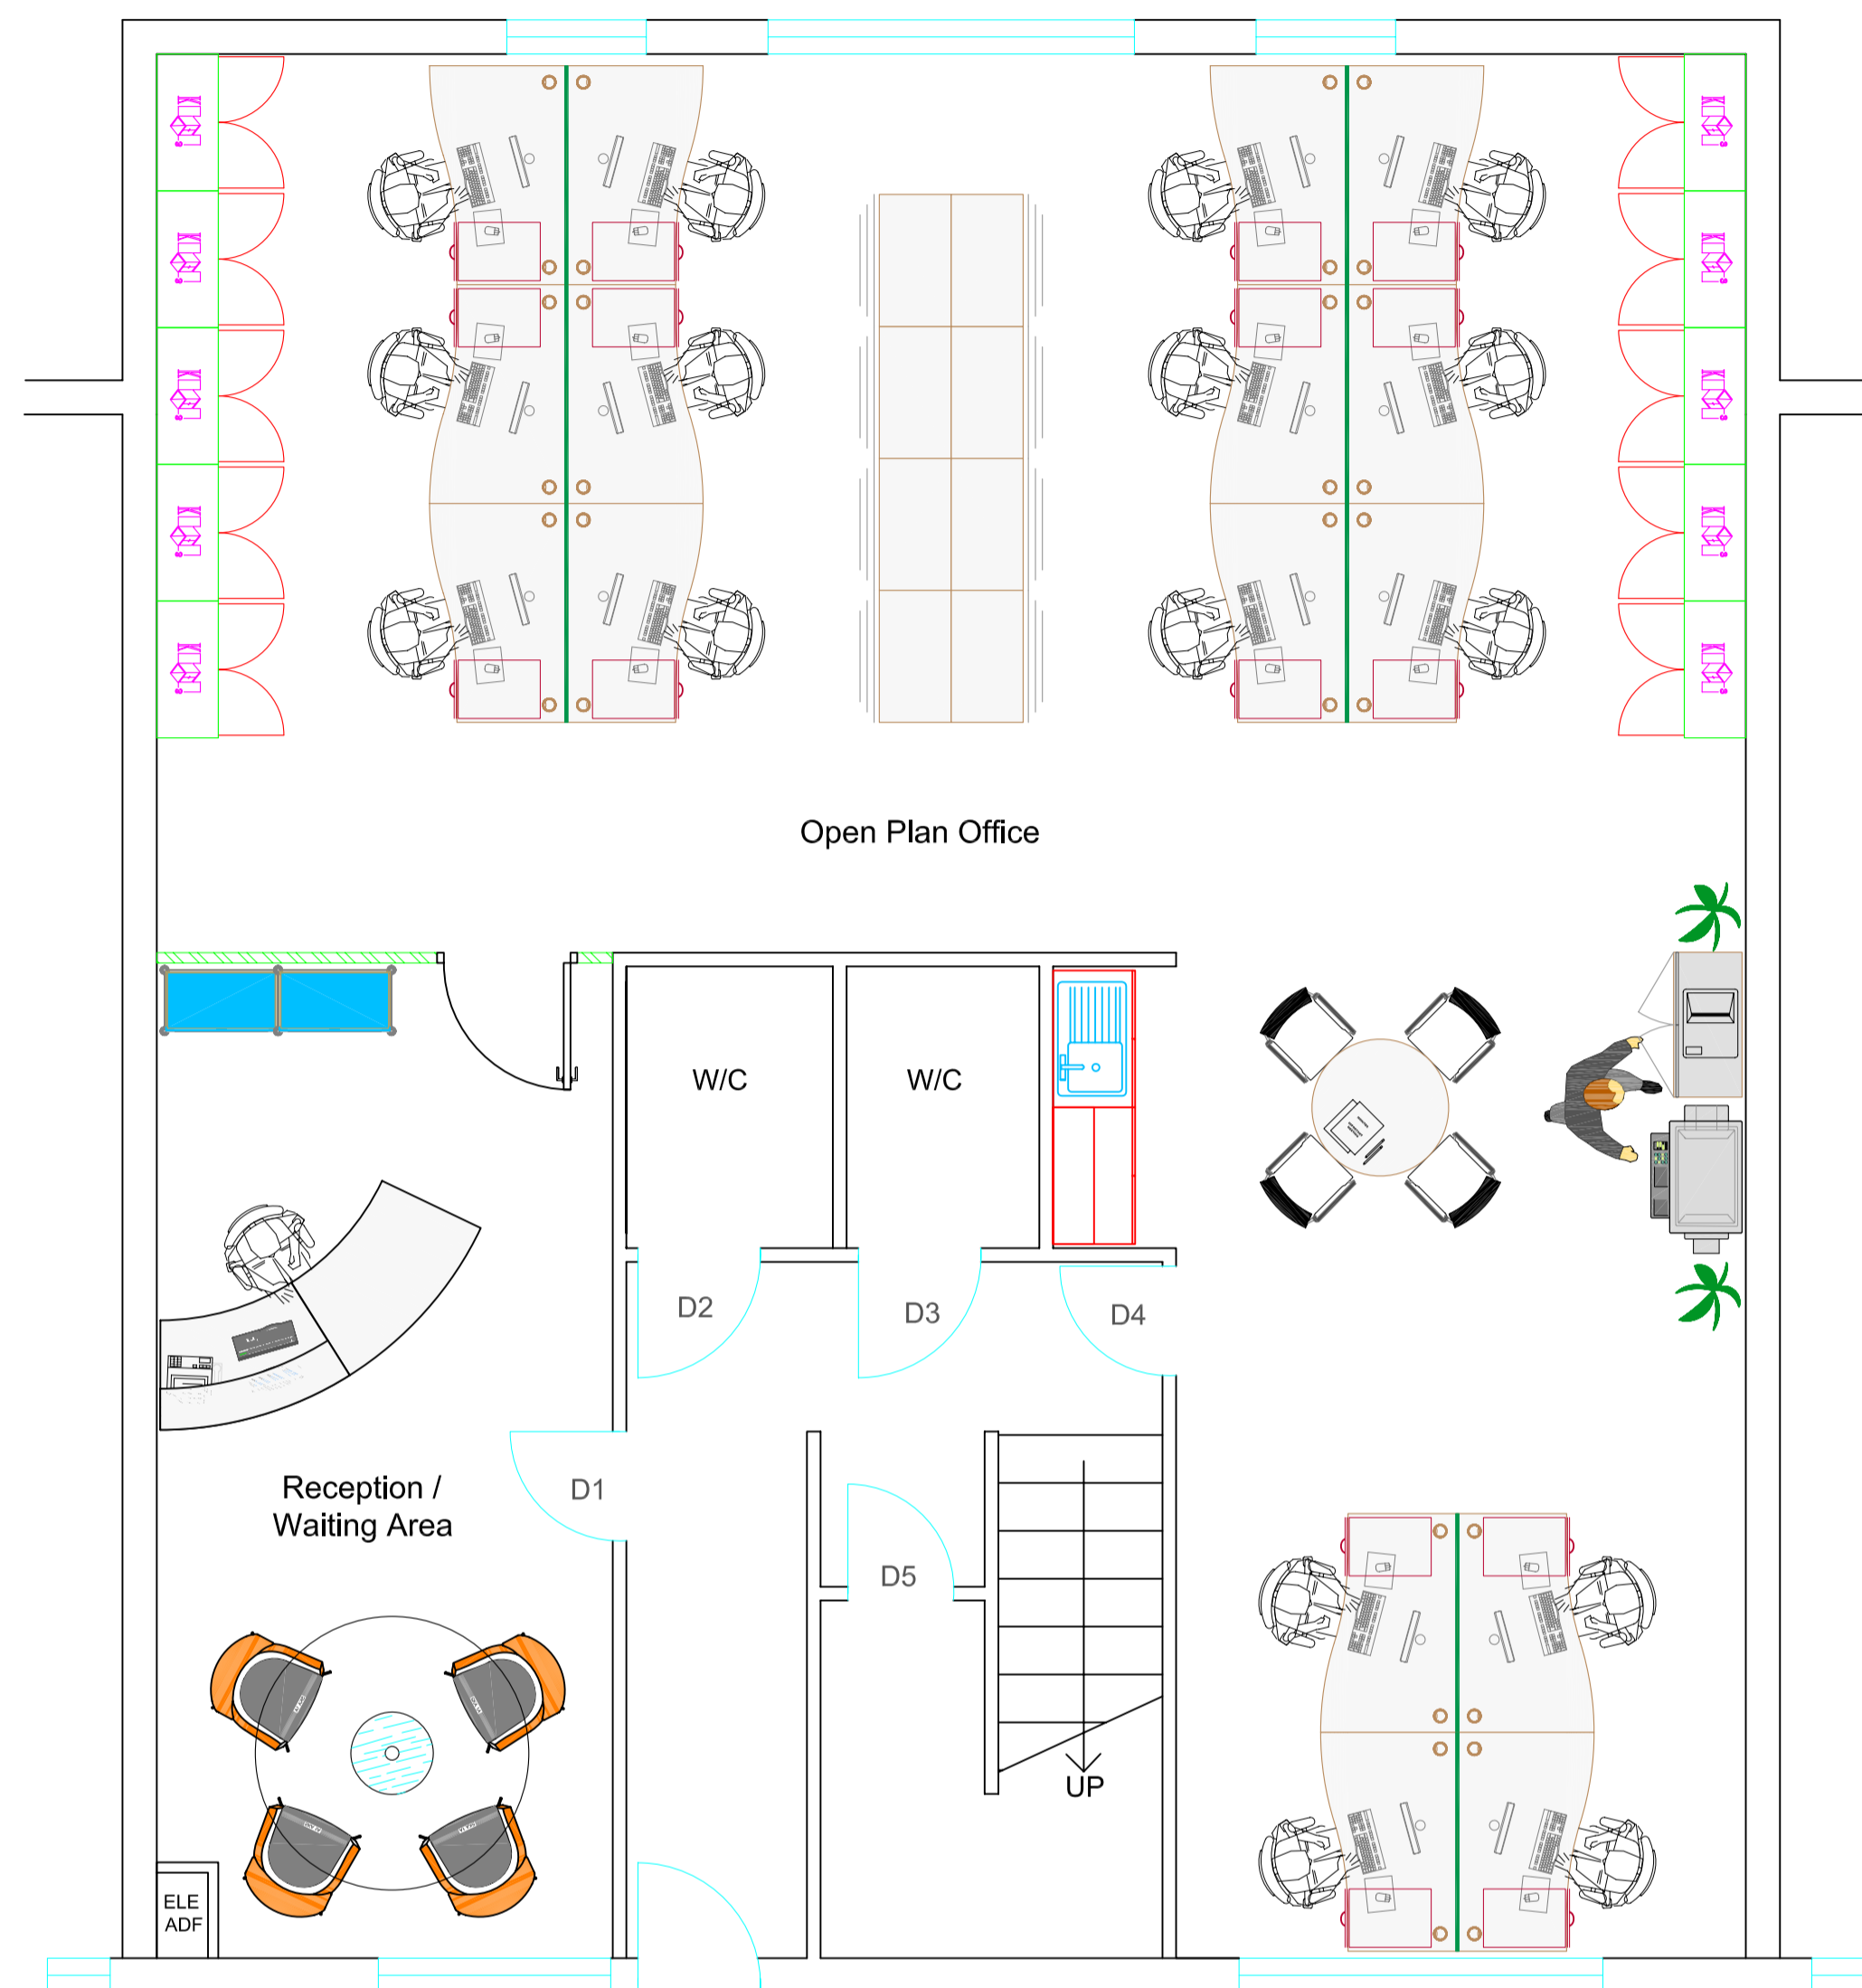 Open Plan Office
W/C
W/C
D2
D3
D4
Reception /
Waiting Area
D1
D5
UP
ELE
ADF